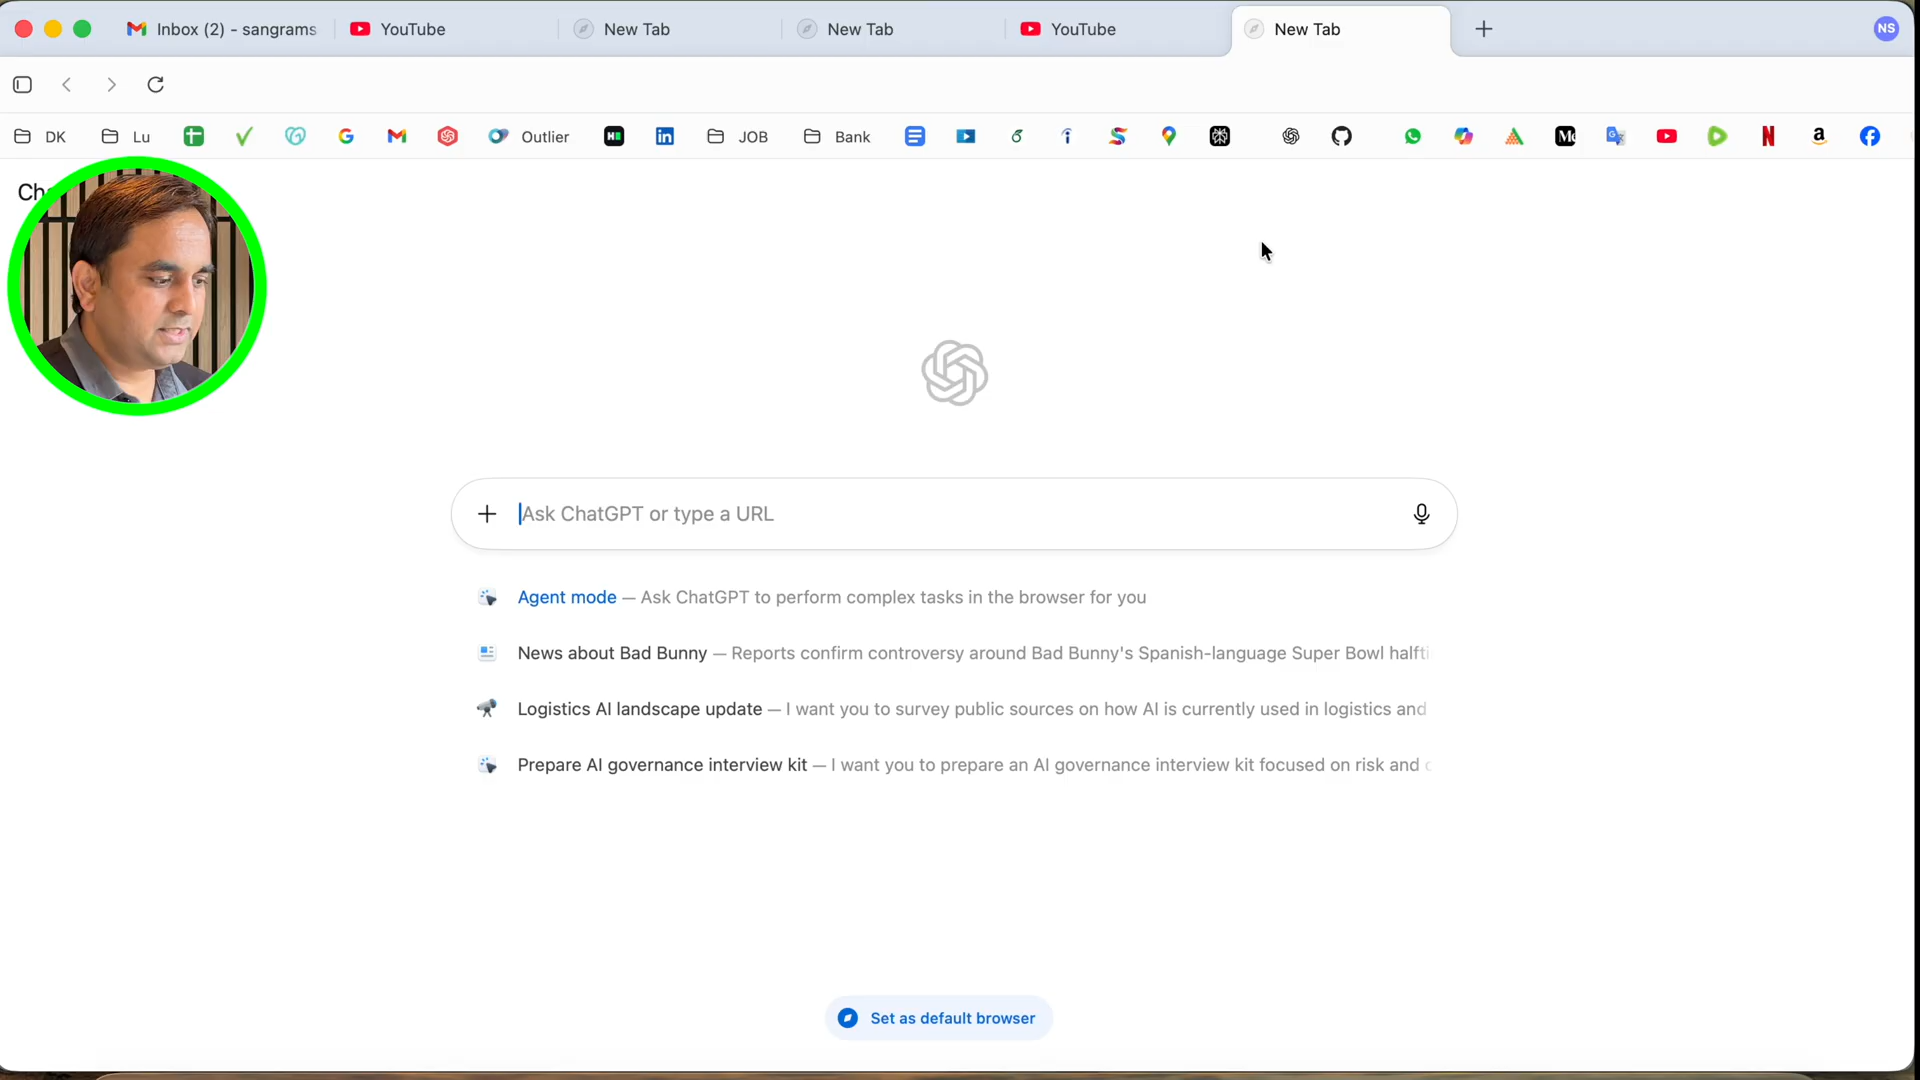 Inbox (2) - sangrams
YouTube
New Tab
New Tab
YouTube
New Tab
NS
DK
Lu
Outlier
JOB
Bank
Ask ChatGPT or type a URL
Agent mode — Ask ChatGPT to perform complex tasks in the browser for you
News about Bad Bunny — Reports confirm controversy around Bad Bunny's Spanish-language Super Bowl halfti
Logistics AI landscape update — I want you to survey public sources on how AI is currently used in logistics and
Prepare AI governance interview kit — I want you to prepare an AI governance interview kit focused on risk and c
Set as default browser